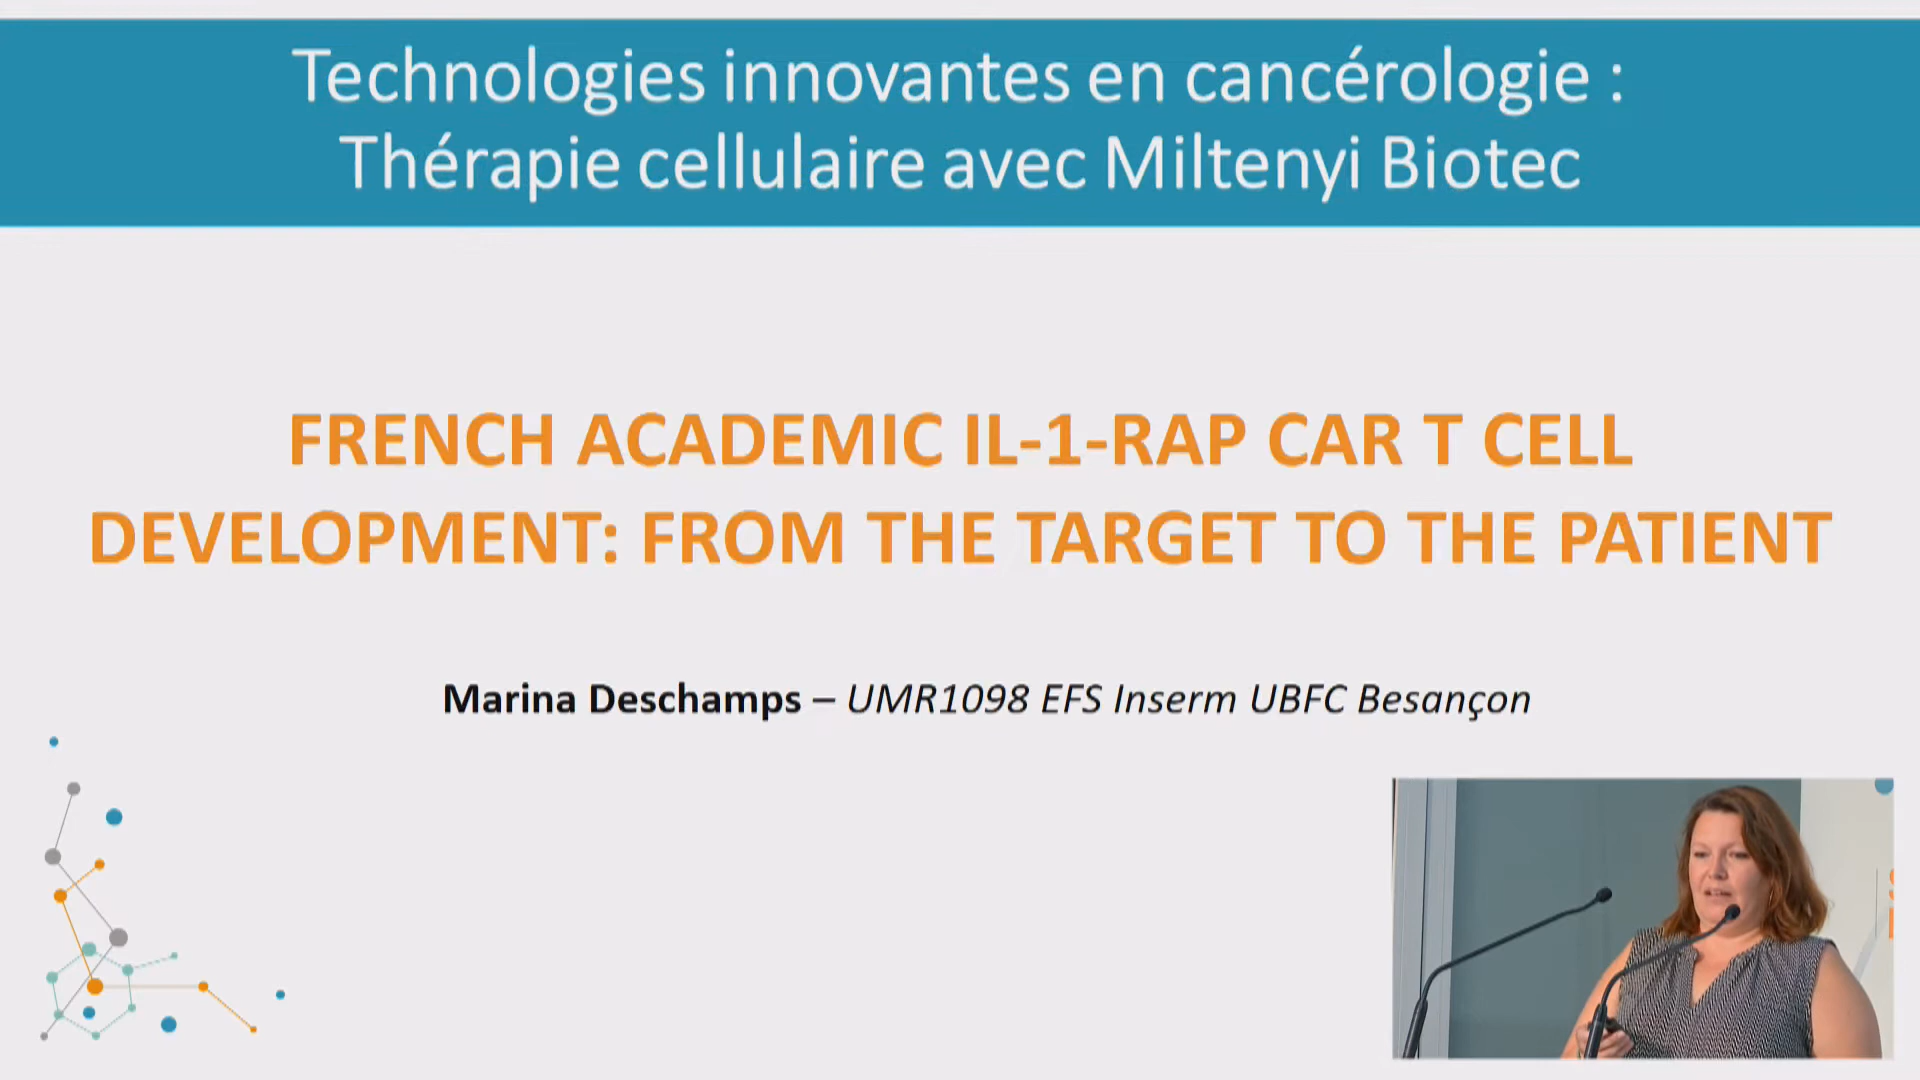 Technologies innovantes en cancérologie :
Thérapie cellulaire avec Miltenyi Biotec
FRENCH ACADEMIC IL-1-RAP CAR T CELL
DEVELOPMENT: FROM THE TARGET TO THE PATIENT
Marina Deschamps – UMR1098 EFS Inserm UBFC Besançon